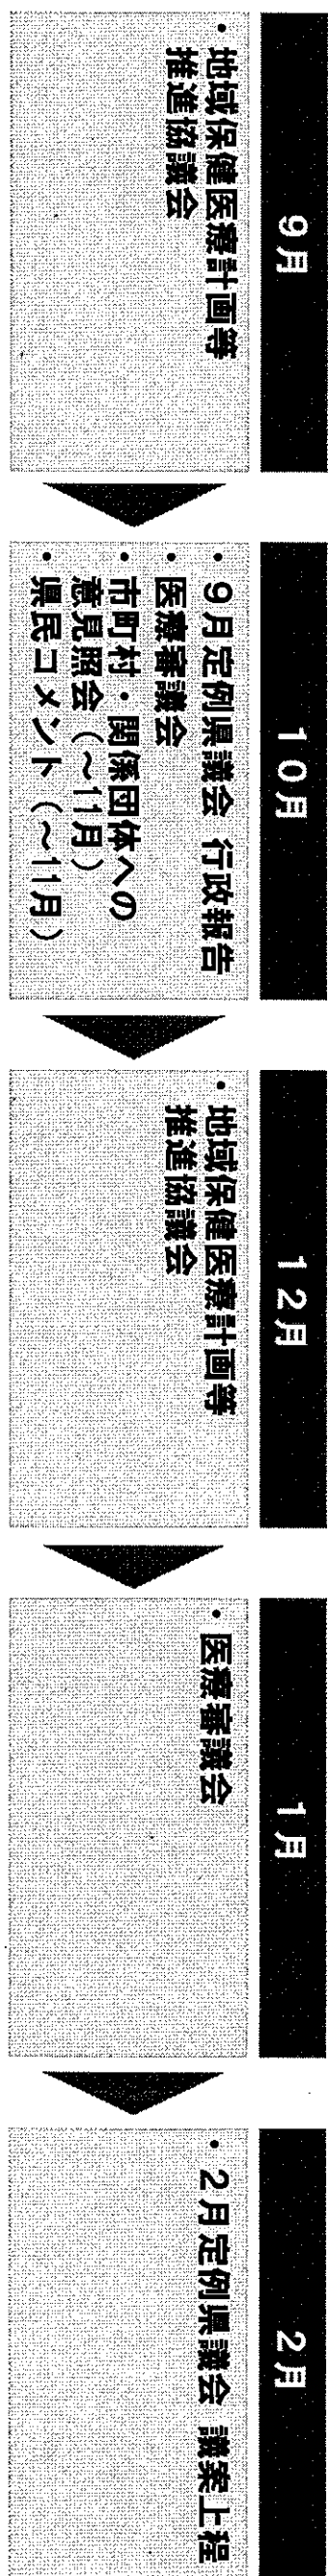 9月
・地域保健医療計画等
推進協議会
10月
・9月定例県議会 行政報告
・医療審議会
・市町村・関係団体への
意見照会（～11月）
・県民コメント（～11月）
12月
・地域保健医療計画等
推進協議会
1月
・医療審議会
2月
・2月定例県議会 議案上程